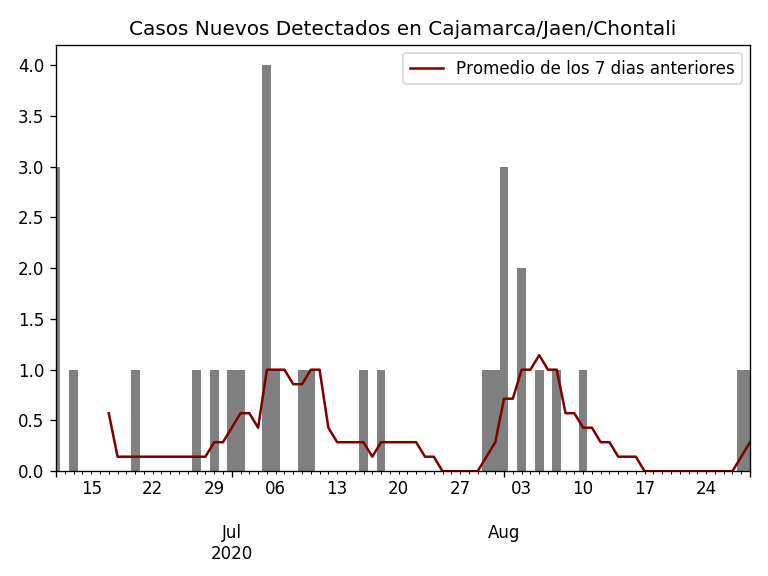 Casos Nuevos Detectados en Cajamarca/Jaen/Chontali
Promedio de los 7 dias anteriores
4.0
3.5
3.0
2.5
2.0
1.5
1.0
0.5
0.0
15 22 29 06 13 20 27 03 10 17 24
Jul Aug
2020